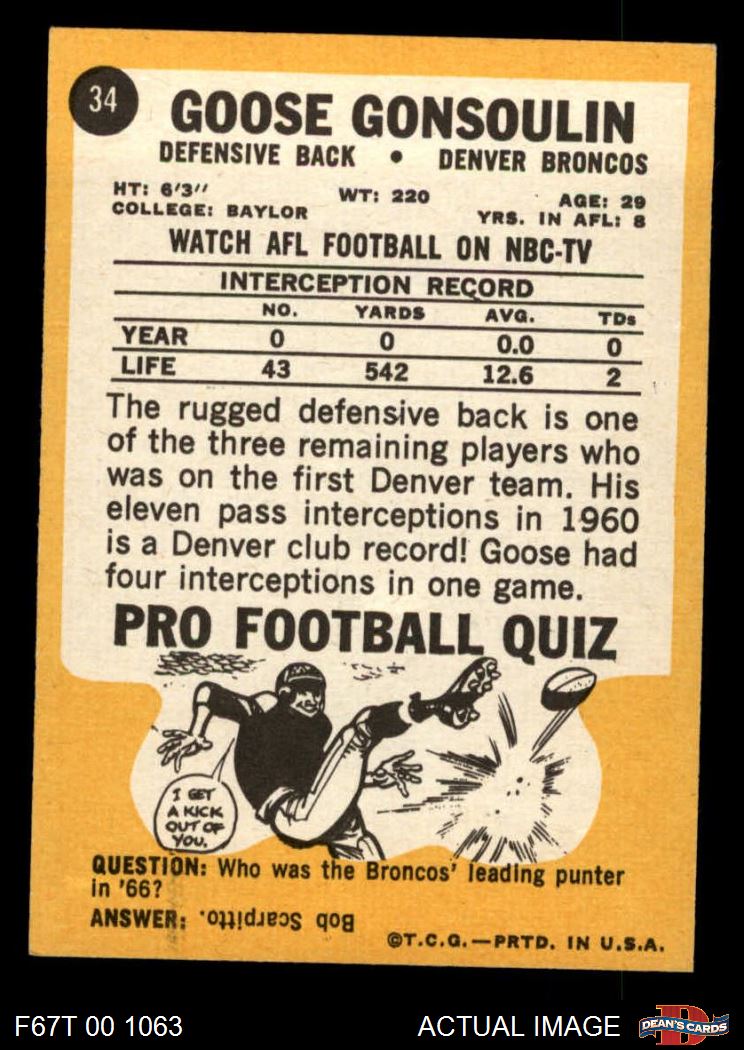 34
GOOSE GONSOULIN
DEFENSIVE BACK • DENVER BRONCOS
HT: 6'3" WT: 220 AGE: 29
COLLEGE: BAYLOR YRS. IN AFL: 8
WATCH AFL FOOTBALL ON NBC-TV
INTERCEPTION RECORD
NO. YARDS AVG. TDs
YEAR 0 0 0.0 0
LIFE 43 542 12.6 2
The rugged defensive back is one
of the three remaining players who
was on the first Denver team. His
eleven pass interceptions in 1960
is a Denver club record! Goose had
four interceptions in one game.
PRO FOOTBALL QUIZ
I GET
A KICK
OUT OF
YOU.
QUESTION: Who was the Broncos' leading punter
in '66?
ANSWER: Bob Scarpitto.
©T.C.G.—PRTD. IN U.S.A.
F67T 00 1063 ACTUAL IMAGE D DEAN'S CARDS